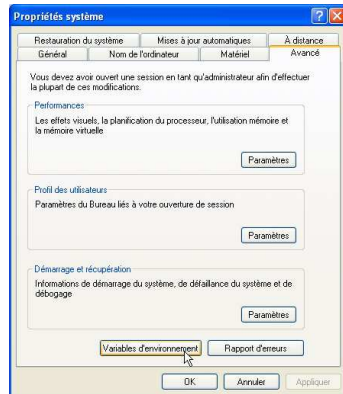 Propriétés système
Restauration du système
Mises à jour automatiques
À distance
Général
Nom de l'ordinateur
Matériel
Avancé
Vous devez avoir ouvert une session en tant qu'administrateur afin d'effectuer
la plupart de ces modifications.
Performances
Les effets visuels, la planification du processeur, l'utilisation mémoire et
la mémoire virtuelle
Paramètres
Profil des utilisateurs
Paramètres du Bureau liés à votre ouverture de session
Paramètres
Démarrage et récupération
Informations de démarrage du système, de défaillance du système et de
débogage
Paramètres
Variables d'environnement
Rapport d'erreurs
OK
Annuler
Appliquer